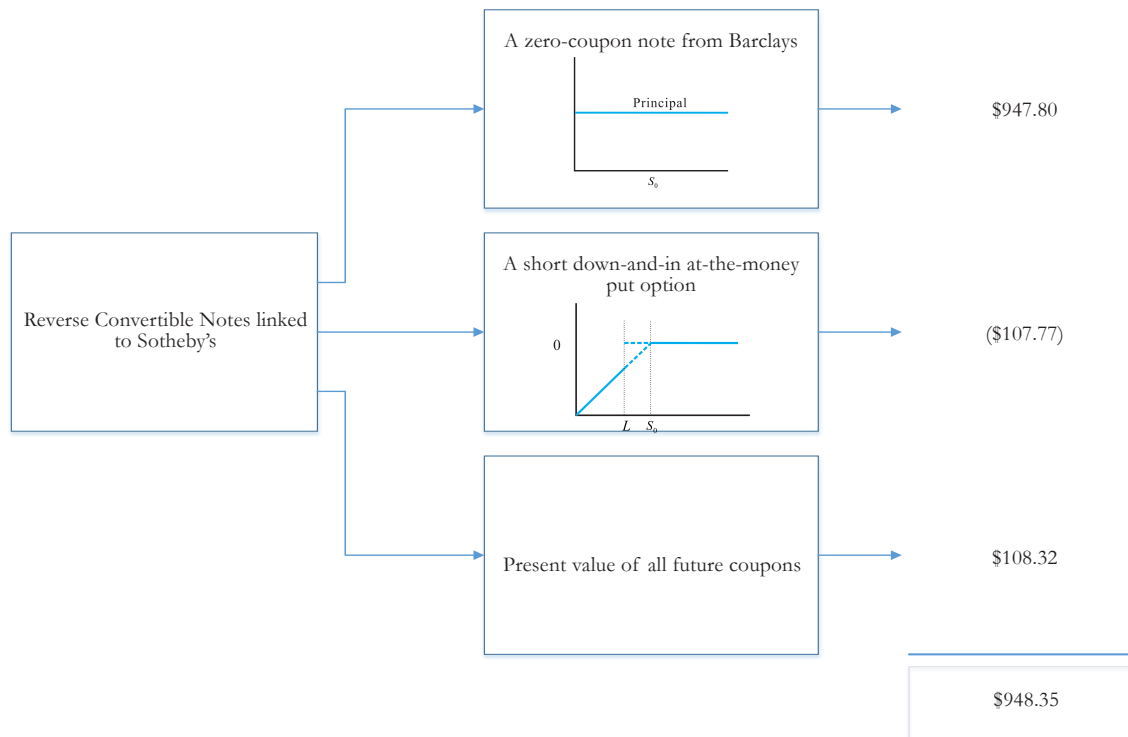 A zero-coupon note from Barclays
Principal
S0
$947.80
Reverse Convertible Notes linked
to Sotheby's
A short down-and-in at-the-money
put option
0
L S0
($107.77)
Present value of all future coupons
$108.32
$948.35